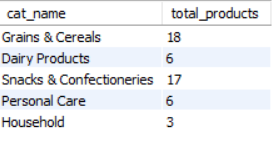 cat_name total_products
Grains & Cereals 18
Dairy Products 6
Snacks & Confectioneries 17
Personal Care 6
Household 3